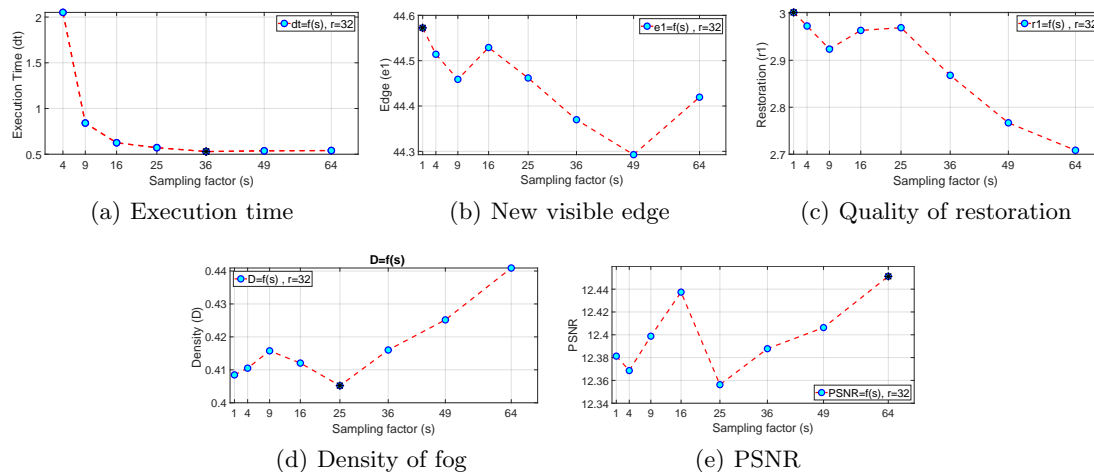 2
1.5
1
0.5
Execution Time (dt)
dt=f(s), r=32
4 9 16 25 36 49 64
Sampling factor (s)
(a) Execution time
44.6
44.5
44.4
44.3
Edge (e1)
e1=f(s) , r=32
1 4 9 16 25 36 49 64
Sampling factor (s)
(b) New visible edge
3
2.9
2.8
2.7
Restoration (r1)
r1=f(s) , r=32
1 4 9 16 25 36 49 64
Sampling factor (s)
(c) Quality of restoration
D=f(s)
0.44
0.43
0.42
0.41
0.4
Density (D)
D=f(s) , r=32
1 4 9 16 25 36 49 64
Sampling factor (s)
(d) Density of fog
12.44
12.42
12.4
12.38
12.36
12.34
PSNR
PSNR=f(s), r=32
1 4 9 16 25 36 49 64
Sampling factor (s)
(e) PSNR